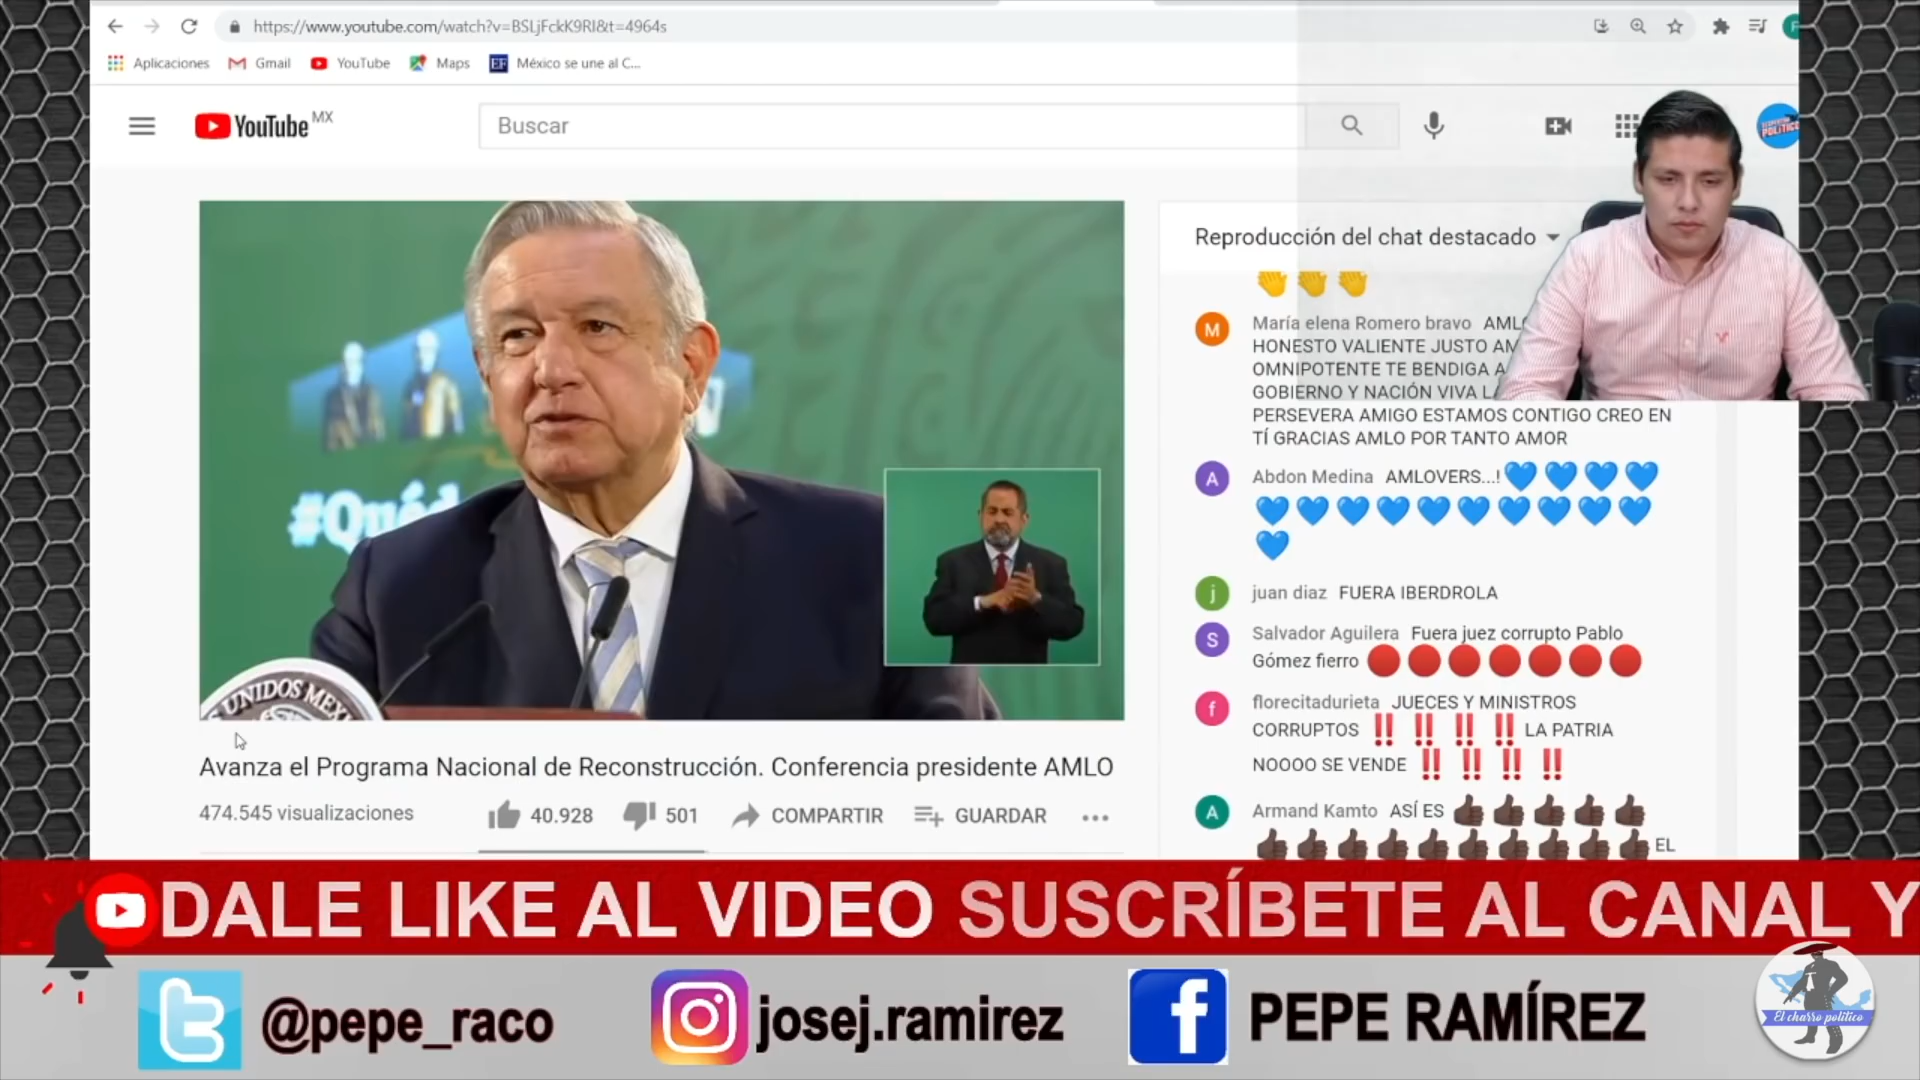 https://www.youtube.com/watch?v=BSLjFckK9RI&t=4964s
Aplicaciones
Gmail
YouTube
Maps
EF México se une al C...
YouTube MX
Buscar
#Qué
UNIDOS MEX
Avanza el Programa Nacional de Reconstrucción. Conferencia presidente AMLO
474.545 visualizaciones
40.928
501
COMPARTIR
GUARDAR
Reproducción del chat destacado
M
María elena Romero bravo AMLO
HONESTO VALIENTE JUSTO AM
OMNIPOTENTE TE BENDIGA A
GOBIERNO Y NACIÓN VIVA L
PERSEVERA AMIGO ESTAMOS CONTIGO CREO EN
TÍ GRACIAS AMLO POR TANTO AMOR
A
Abdon Medina AMLOVERS...! 💙 💙 💙 💙
💙 💙 💙 💙 💙 💙 💙 💙 💙 💙
💙
j
juan diaz FUERA IBERDROLA
S
Salvador Aguilera Fuera juez corrupto Pablo
Gómez fierro 🔴 🔴 🔴 🔴 🔴 🔴 🔴
f
florecitadurieta JUECES Y MINISTROS
CORRUPTOS ‼️ ‼️ ‼️ ‼️ LA PATRIA
NOOOO SE VENDE ‼️ ‼️ ‼️ ‼️
A
Armand Kamto ASÍ ES 👍🏿 👍🏿 👍🏿 👍🏿 👍🏿
👍🏿 👍🏿 👍🏿 👍🏿 👍🏿 👍🏿 👍🏿 👍🏿 👍🏿 👍🏿 EL
DALE LIKE AL VIDEO SUSCRÍBETE AL CANAL Y
@pepe_raco
josej.ramirez
PEPE RAMÍREZ
El charro político